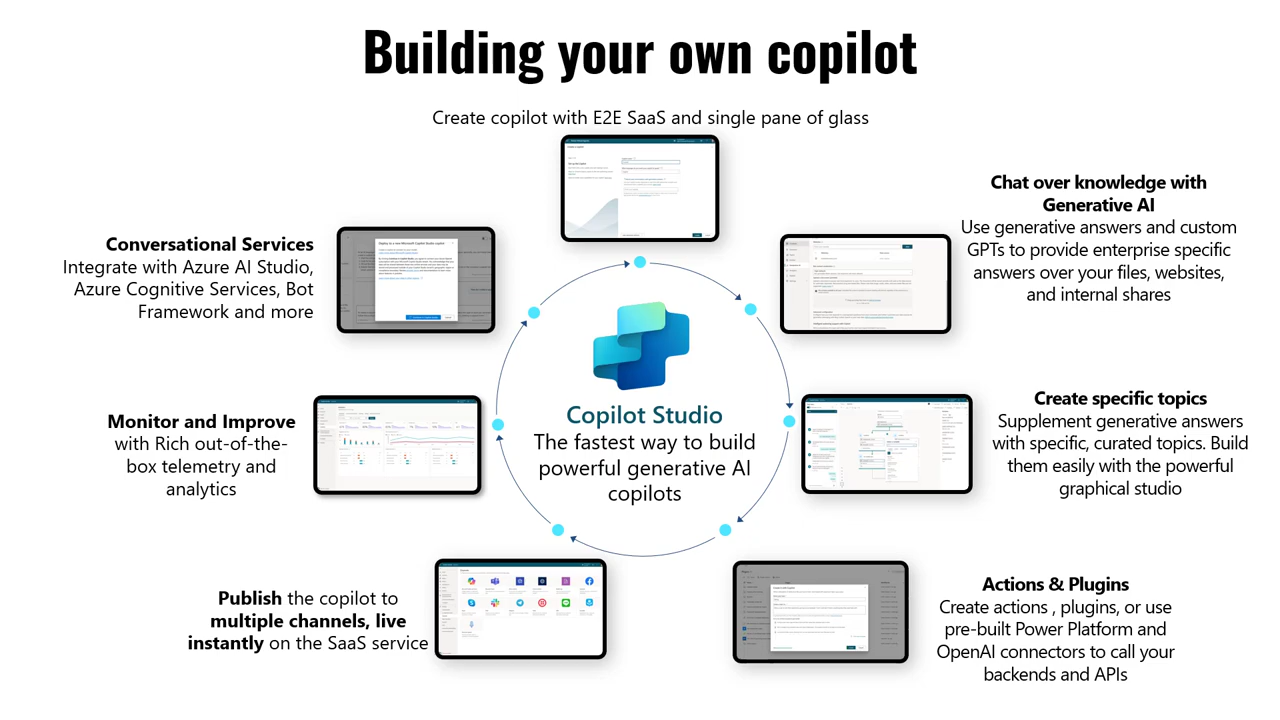 Building your own copilot
Create copilot with E2E SaaS and single pane of glass
Chat over knowledge with
Generative AI
Use generative answers and custom
GPTs to provide enterprise specific
answers over your files, websites,
and internal shares
Conversational Services
Integrate with Azure AI Studio,
Azure Cognitive Services, Bot
Framework and more
Copilot Studio
The fastest way to build
powerful generative AI
copilots
Create specific topics
Supplement generative answers
with specific, curated topics. Build
them easily with the powerful
graphical studio
Monitor and Improve
with Rich out-of-the-
box telemetry and
analytics
Actions & Plugins
Create actions , plugins, or use
pre-built Power Platform and
OpenAI connectors to call your
backends and APIs
Publish the copilot to
multiple channels, live
instantly on the SaaS service